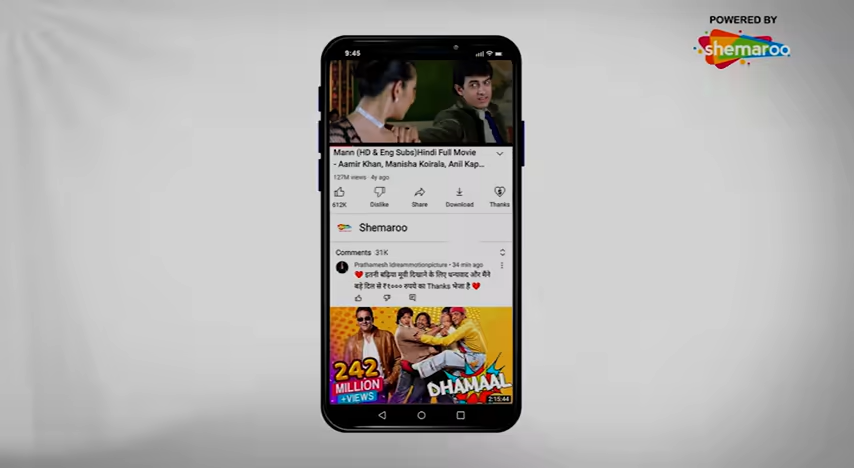 POWERED BY
shemaroo
9:45
Mann (HD & Eng Subs)Hindi Full Movie
- Aamir Khan, Manisha Koirala, Anil Kap...
127M views · 4y ago
612K
Dislike
Share
Download
Thanks
Shemaroo
Comments 31K
Prathamesh Idreammotionpicture • 34 min ago
❤️ इतनी बढ़िया मूवी दिखाने के लिए धन्यवाद और मैंने
बड़े दिल से ₹१००० रुपये का Thanks भेजा है ❤️
242
MILLION
+VIEWS
DHAMAAL
2:15:44